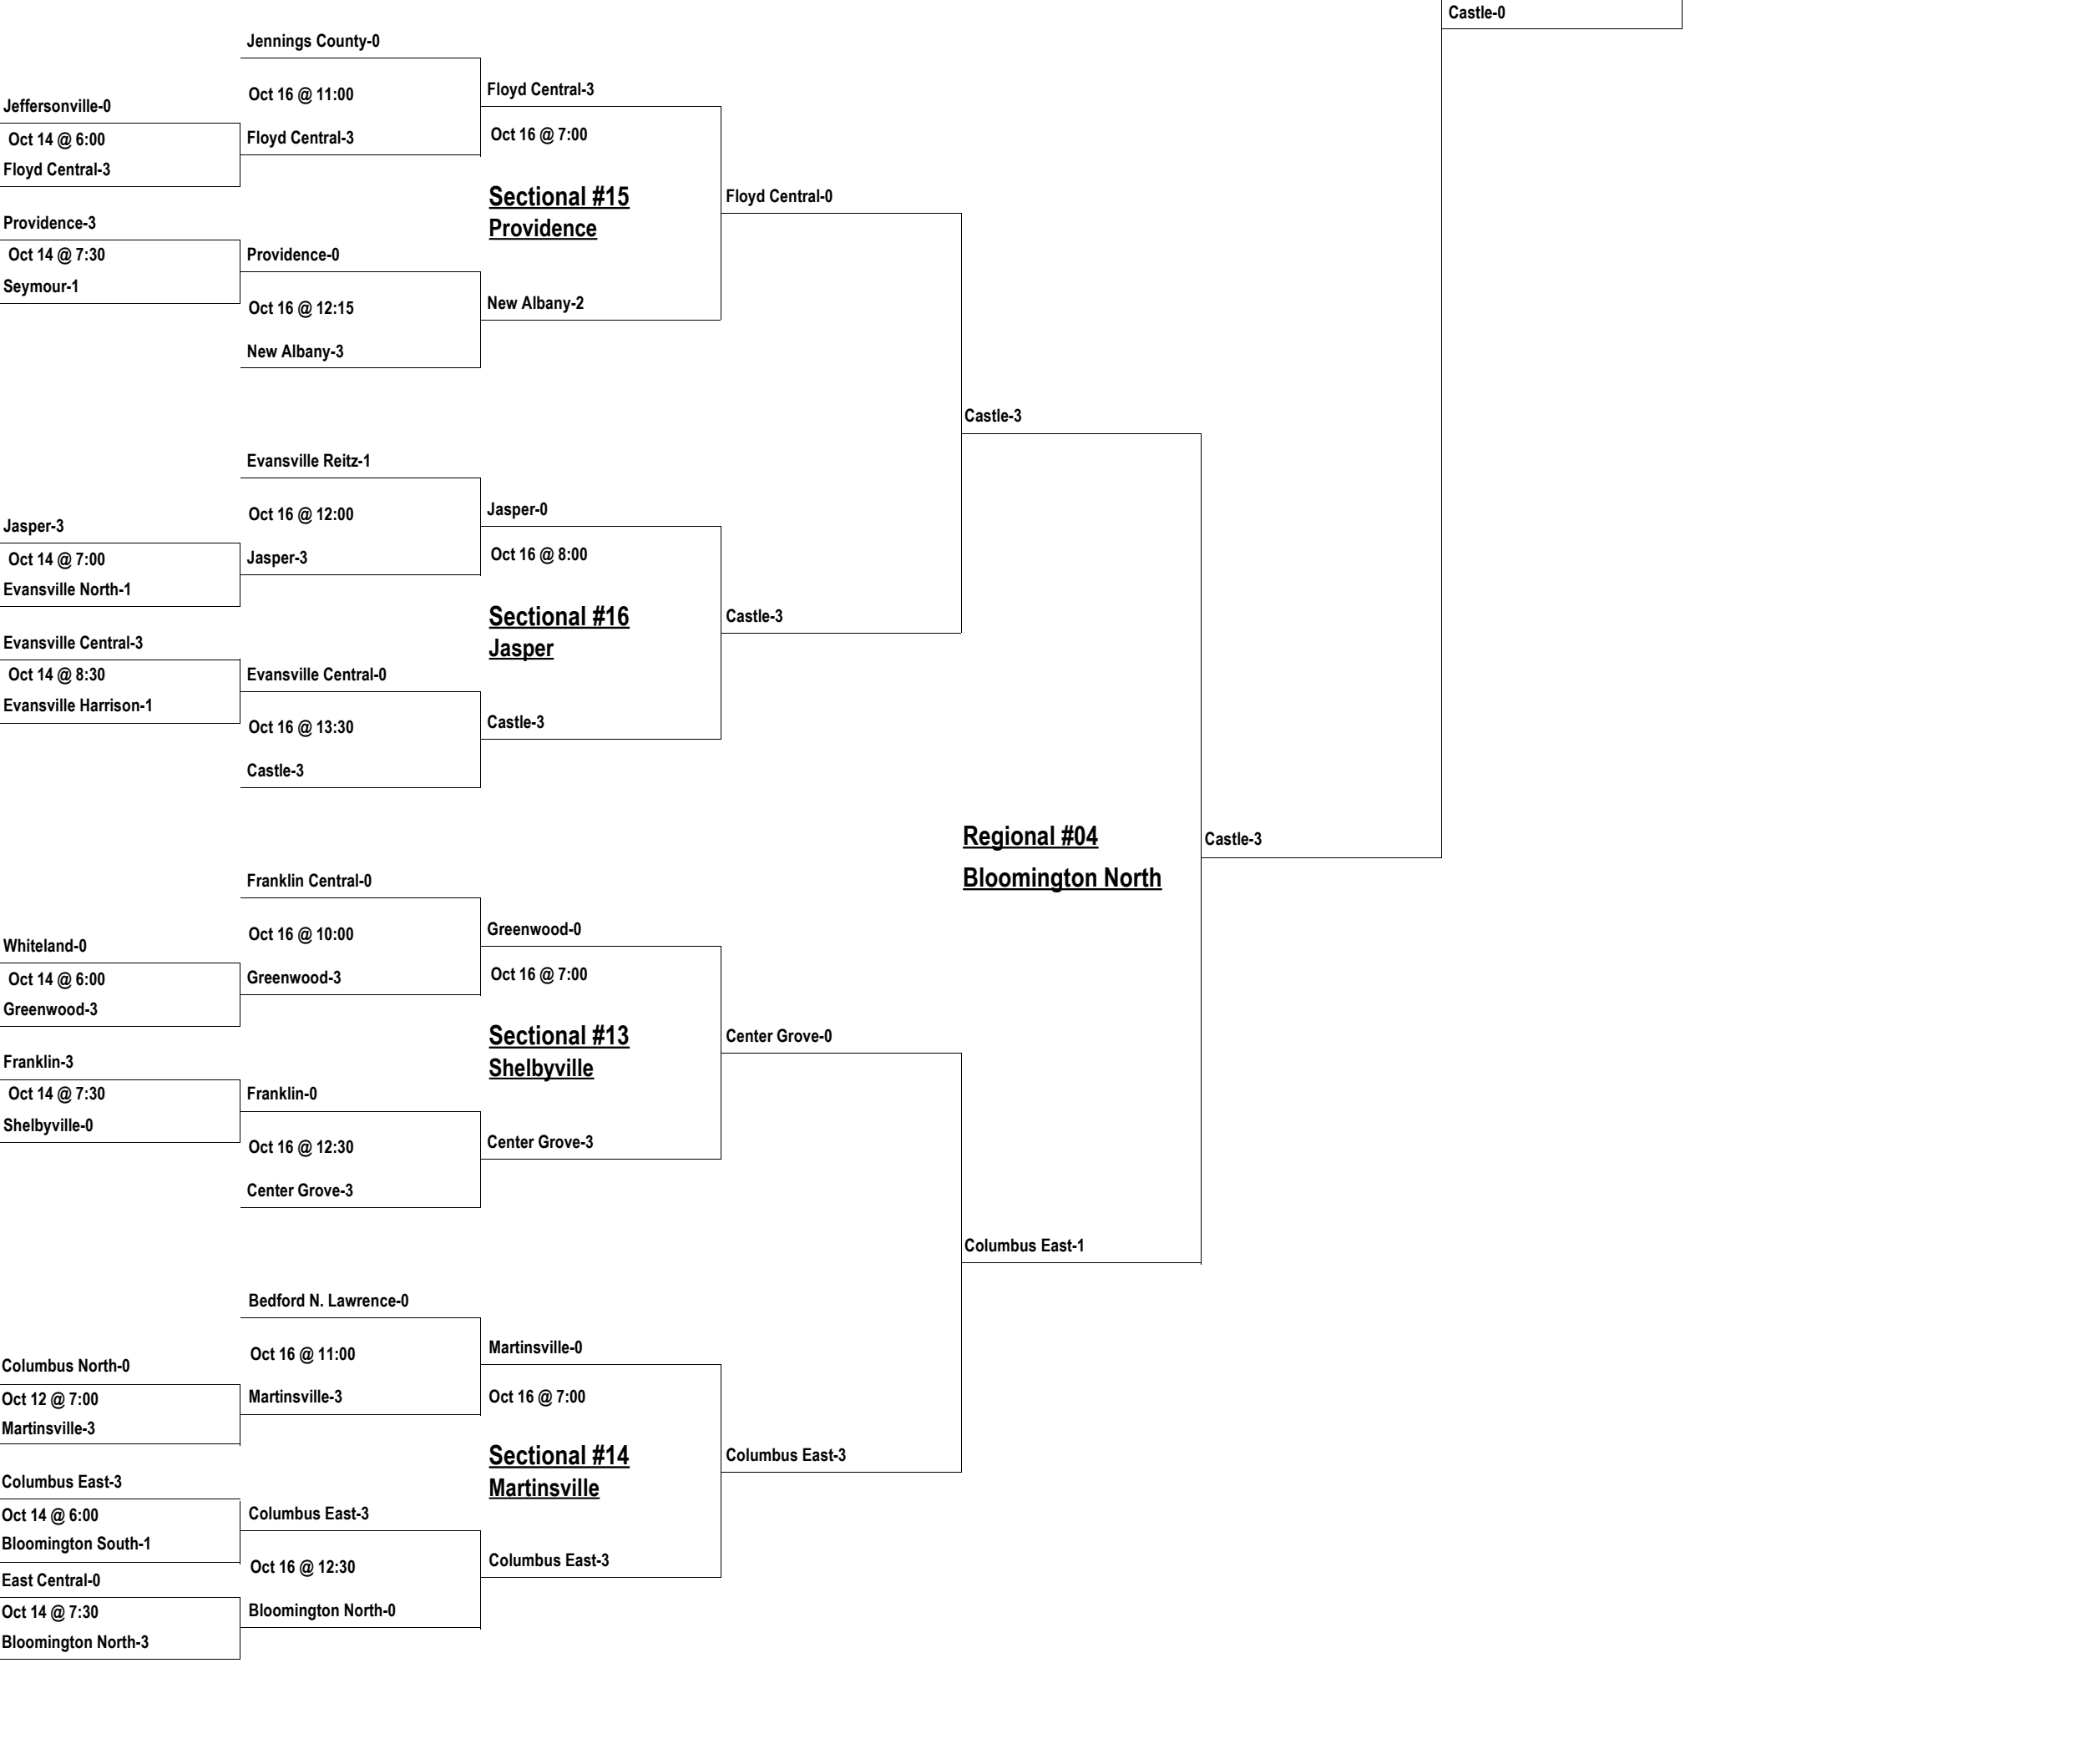 Castle-0
Jennings County-0
Floyd Central-3
Oct 16 @ 11:00
Jeffersonville-0
Oct 14 @ 6:00
Floyd Central-3
Oct 16 @ 7:00
Floyd Central-3
Sectional #15
Floyd Central-0
Providence-3
Providence
Oct 14 @ 7:30
Providence-0
Seymour-1
Oct 16 @ 12:15
New Albany-2
New Albany-3
Castle-3
Evansville Reitz-1
Jasper-0
Oct 16 @ 12:00
Jasper-3
Oct 14 @ 7:00
Jasper-3
Oct 16 @ 8:00
Evansville North-1
Sectional #16
Castle-3
Evansville Central-3
Jasper
Oct 14 @ 8:30
Evansville Central-0
Evansville Harrison-1
Oct 16 @ 13:30
Castle-3
Castle-3
Regional #04
Castle-3
Bloomington North
Franklin Central-0
Greenwood-0
Oct 16 @ 10:00
Whiteland-0
Oct 14 @ 6:00
Greenwood-3
Oct 16 @ 7:00
Greenwood-3
Sectional #13
Center Grove-0
Franklin-3
Shelbyville
Oct 14 @ 7:30
Franklin-0
Shelbyville-0
Oct 16 @ 12:30
Center Grove-3
Center Grove-3
Columbus East-1
Bedford N. Lawrence-0
Martinsville-0
Oct 16 @ 11:00
Columbus North-0
Oct 12 @ 7:00
Martinsville-3
Oct 16 @ 7:00
Martinsville-3
Sectional #14
Columbus East-3
Columbus East-3
Martinsville
Oct 14 @ 6:00
Columbus East-3
Bloomington South-1
Oct 16 @ 12:30
Columbus East-3
East Central-0
Oct 14 @ 7:30
Bloomington North-0
Bloomington North-3